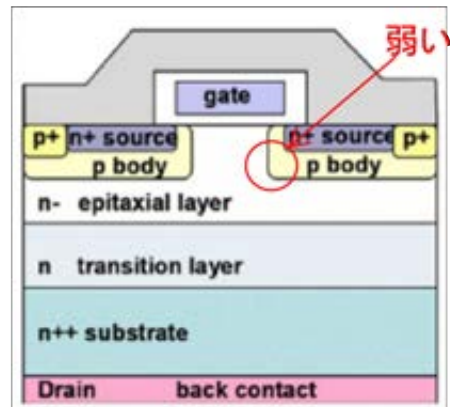 弱い
gate
p+ n+ source n+ source p+
p body p body
n- epitaxial layer
n transition layer
n++ substrate
Drain back contact